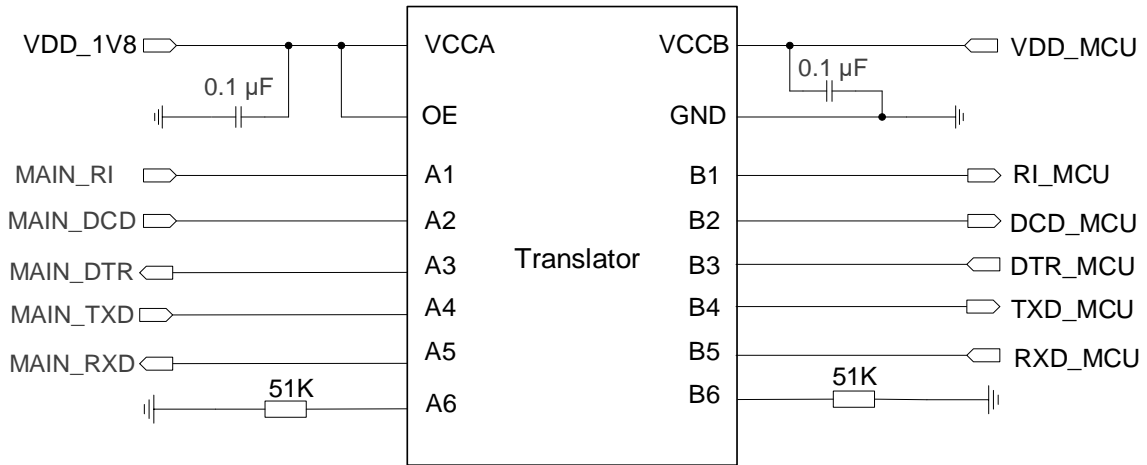 VDD_1V8 VCCA VCCB VDD_MCU
0.1 µF 0.1 µF
OE GND
MAIN_RI A1 B1 RI_MCU
MAIN_DCD A2 B2 DCD_MCU
MAIN_DTR A3 Translator B3 DTR_MCU
MAIN_TXD A4 B4 TXD_MCU
MAIN_RXD A5 B5 RXD_MCU
51K A6 B6 51K